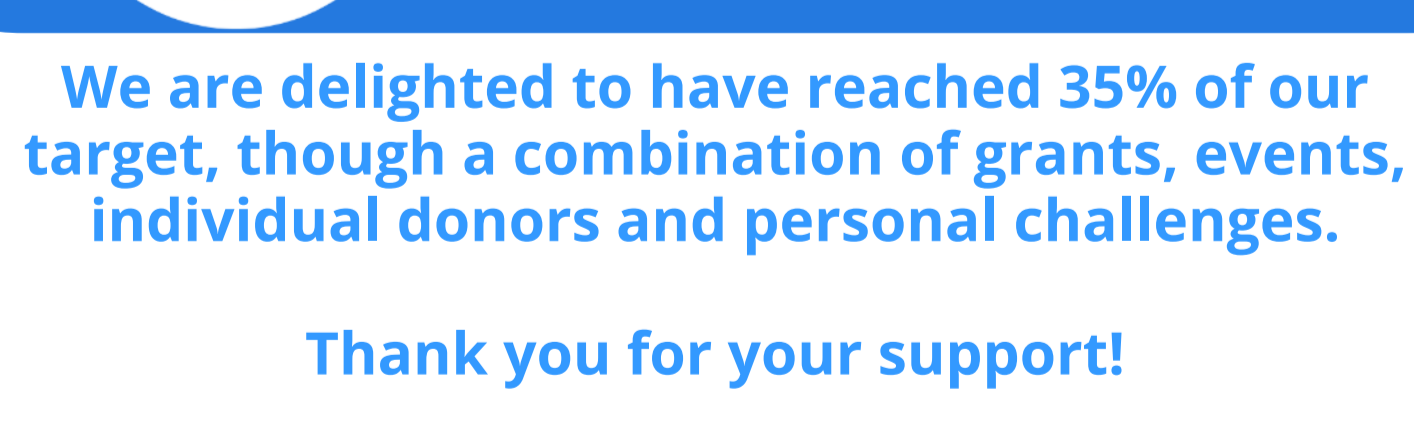 We are delighted to have reached 35% of our
target, though a combination of grants, events,
individual donors and personal challenges.
Thank you for your support!